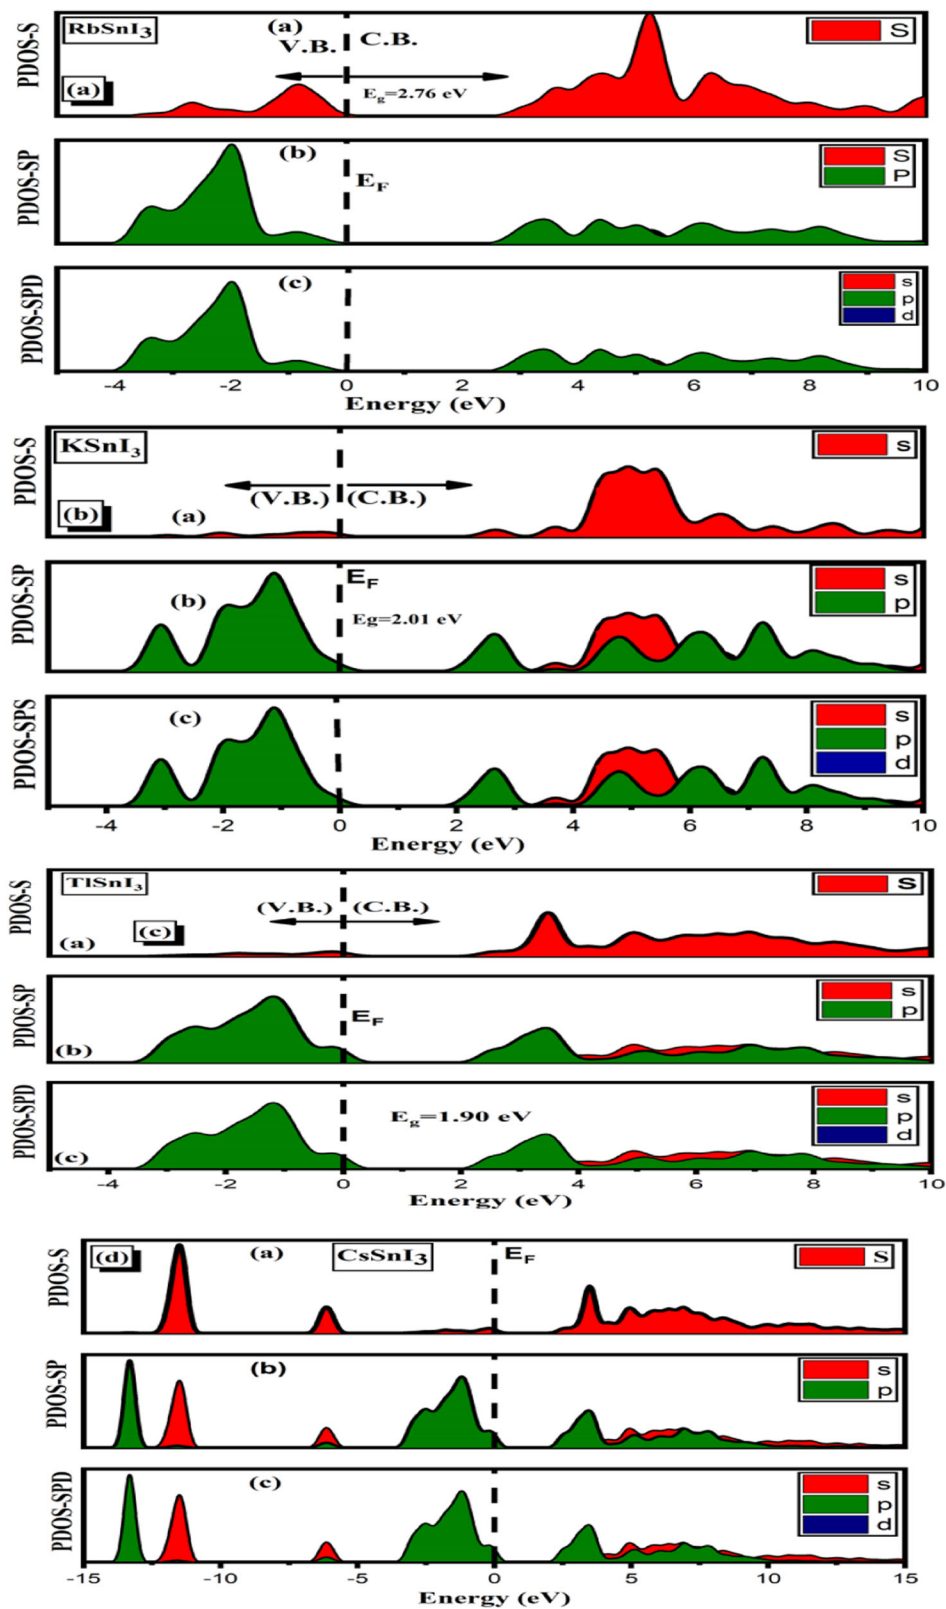 RbSnI3
(a)
V.B. C.B.
S
PDOS-S
(a)
Eg=2.76 eV
(b)
S
P
PDOS-SP
EF
(c)
s
p
d
PDOS-SPD
-4 -2 0 2 4 6 8 10
Energy (eV)
KSnI3
s
PDOS-S
(V.B.) (C.B.)
(b)
(a)
EF
s
p
PDOS-SP
(b)
Eg=2.01 eV
(c)
s
p
d
PDOS-SPS
-4 -2 0 2 4 6 8 10
Energy (eV)
TlSnI3
S
PDOS-S
(V.B.) (C.B.)
(c)
(a)
s
p
PDOS-SP
EF
(b)
s
p
d
PDOS-SPD
Eg=1.90 eV
(c)
-4 -2 0 2 4 6 8 10
Energy (eV)
(d)
(a)
CsSnI3
EF
S
PDOS-S
(b)
s
p
PDOS-SP
(c)
s
p
d
PDOS-SPD
-15 -10 -5 0 5 10 15
Energy (eV)